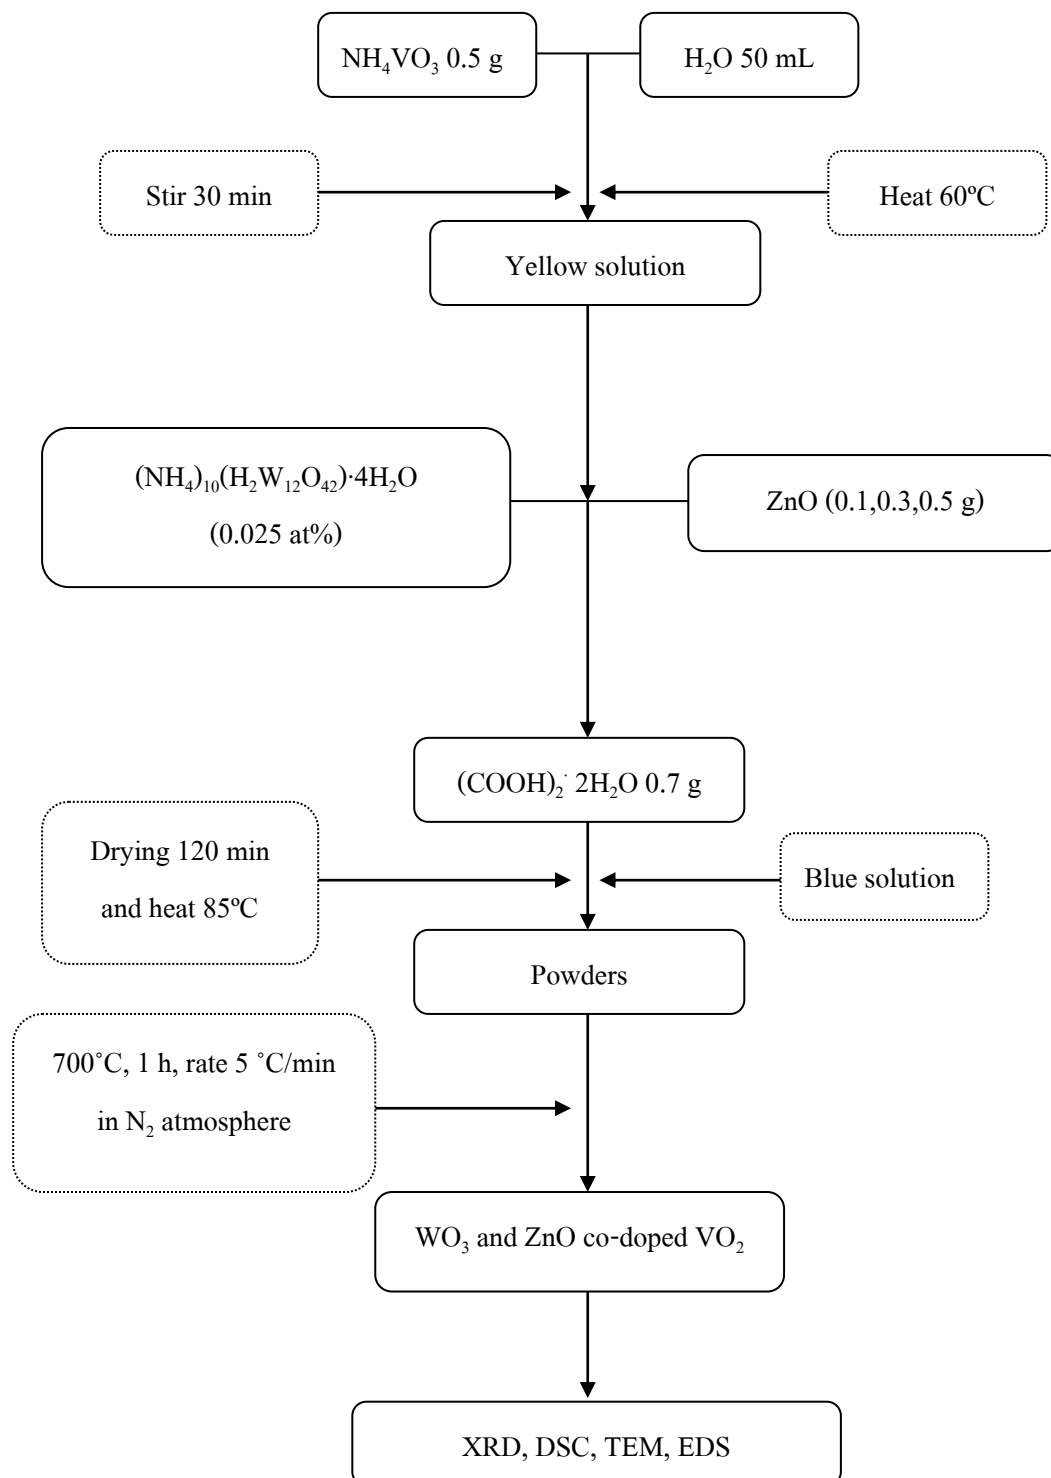 NH₄VO₃ 0.5 g
H₂O 50 mL
Stir 30 min
Heat 60ºC
Yellow solution
(NH₄)₁₀(H₂W₁₂O₄₂)·4H₂O
(0.025 at%)
ZnO (0.1,0.3,0.5 g)
(COOH)₂· 2H₂O 0.7 g
Drying 120 min
and heat 85ºC
Blue solution
Powders
700˚C, 1 h, rate 5 ˚C/min
in N₂ atmosphere
WO₃ and ZnO co-doped VO₂
XRD, DSC, TEM, EDS